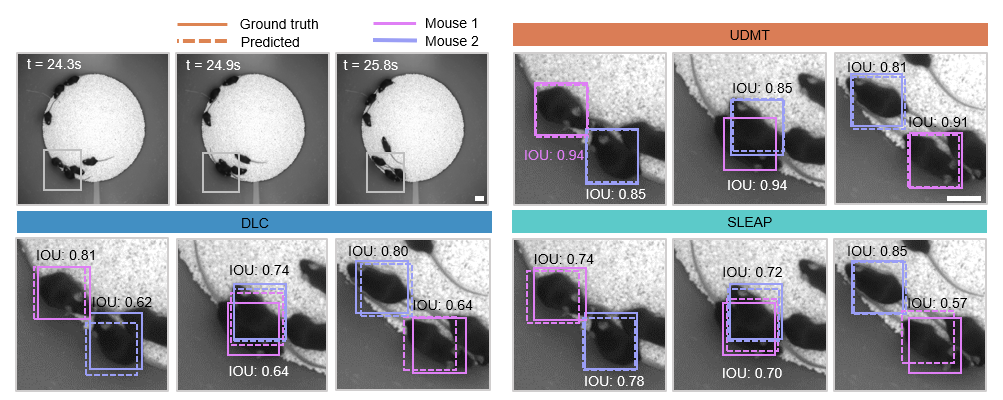 Ground truth
Predicted
Mouse 1
Mouse 2
UDMT
t = 24.3s
t = 24.9s
t = 25.8s
IOU: 0.94
IOU: 0.85
IOU: 0.85
IOU: 0.94
IOU: 0.81
IOU: 0.91
DLC
SLEAP
IOU: 0.81
IOU: 0.62
IOU: 0.74
IOU: 0.64
IOU: 0.80
IOU: 0.64
IOU: 0.74
IOU: 0.78
IOU: 0.72
IOU: 0.70
IOU: 0.85
IOU: 0.57